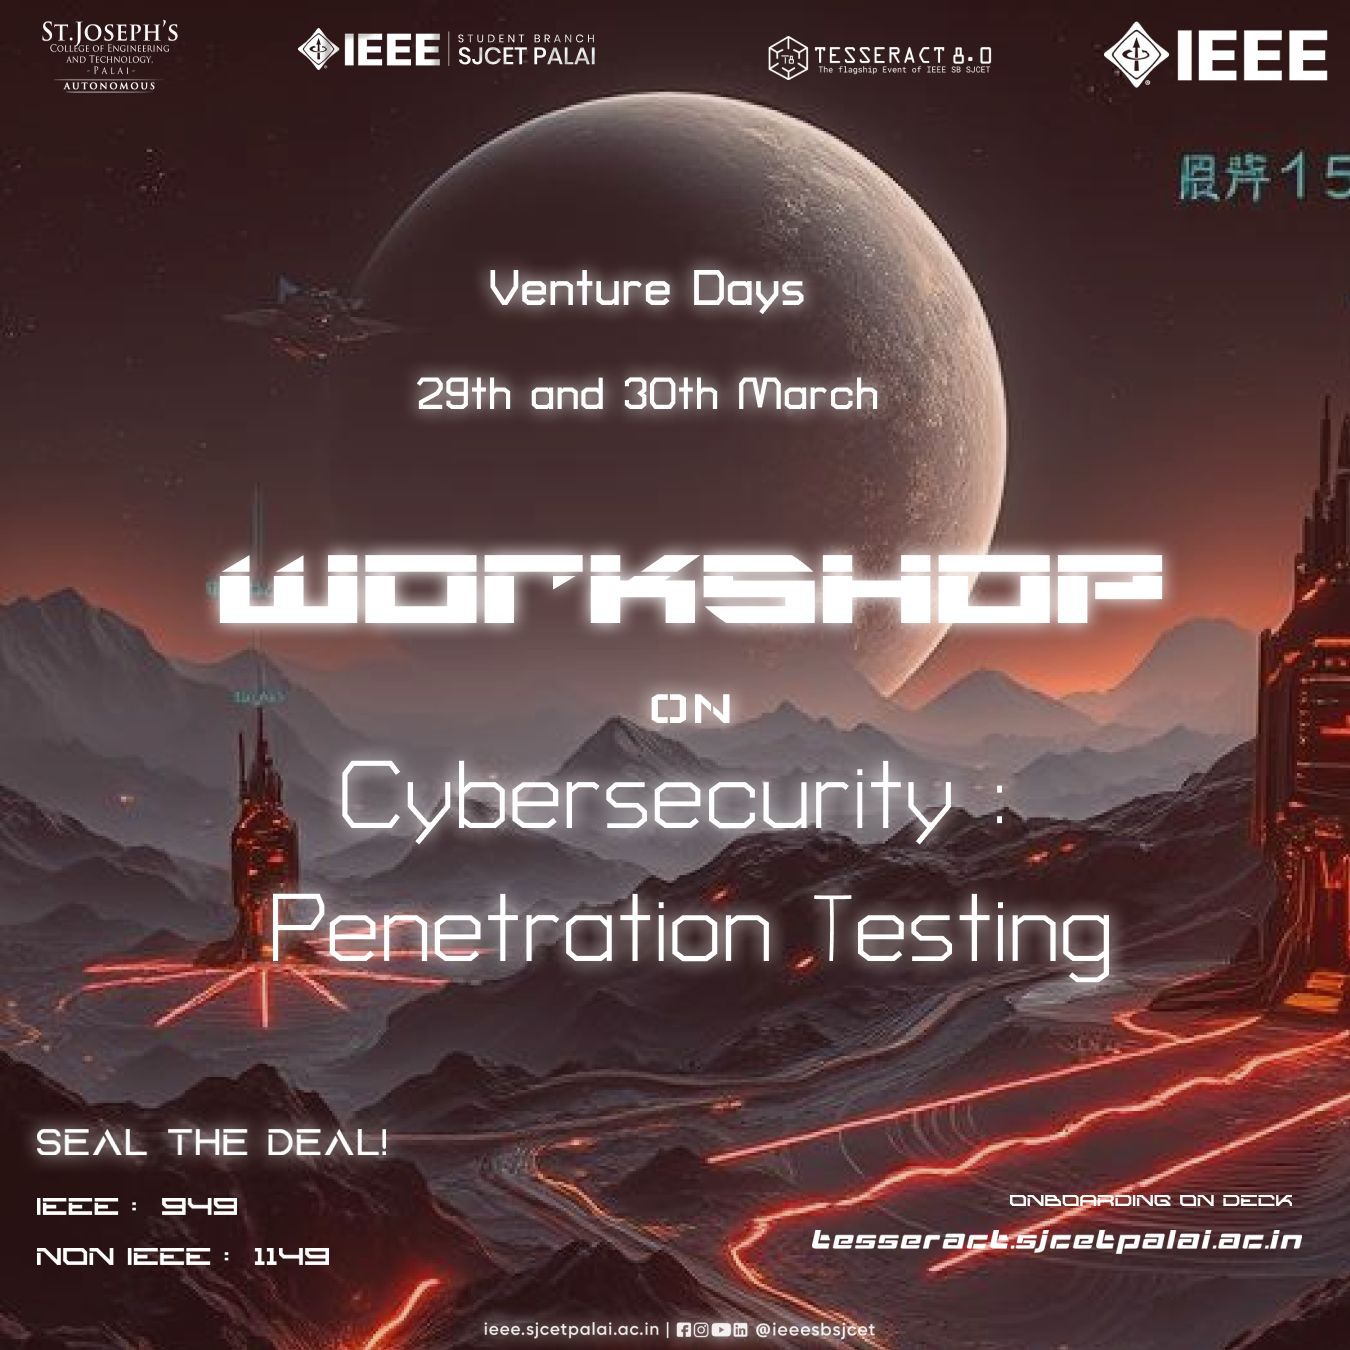 ST.JOSEPH'S
COLLEGE OF ENGINEERING
AND TECHNOLOGY,
- PALAI -
AUTONOMOUS
IEEE
STUDENT BRANCH
SJCET PALAI
T8
TESSERACT 8.0
The flagship Event of IEEE SB SJCET
IEEE
15
Venture Days
29th and 30th March
WORKSHOP
ON
Cybersecurity :
Penetration Testing
SEAL THE DEAL!
IEEE : 949
NON IEEE : 1149
ONBOARDING ON DECK
tesseract.sjcetpalai.ac.in
ieee.sjcetpalai.ac.in | @ieeesbsjcet